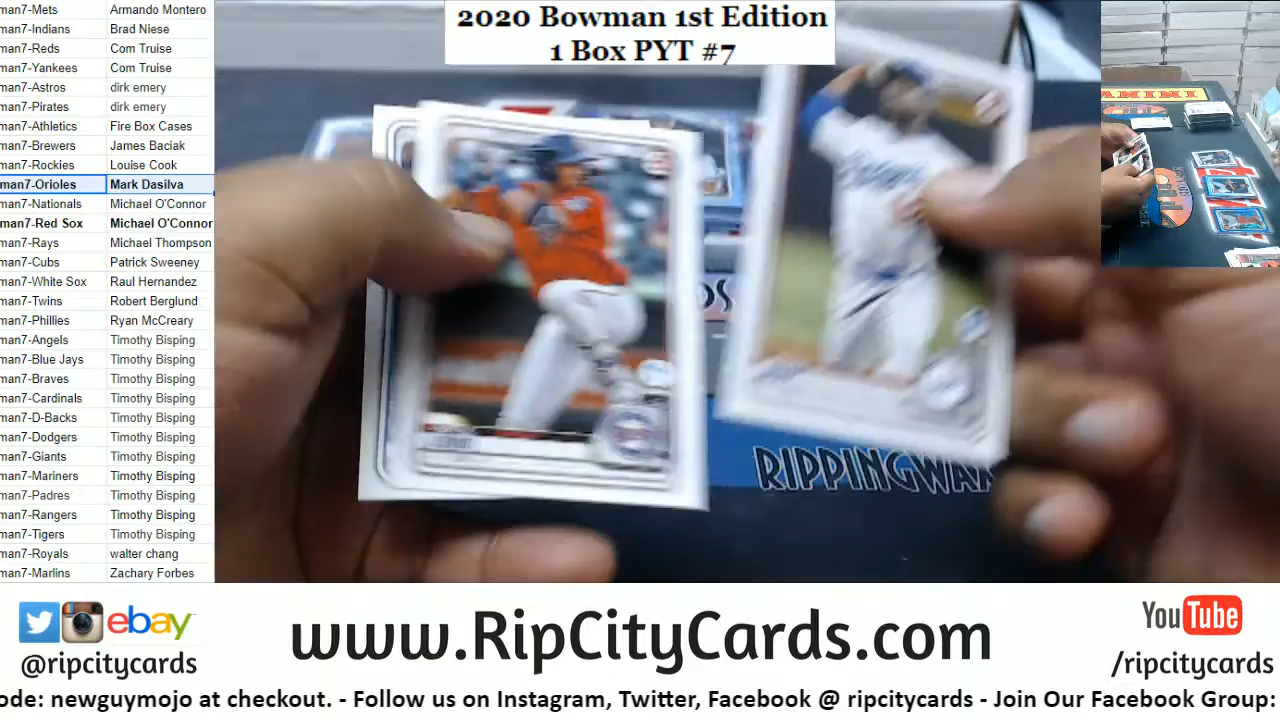 2020 Bowman 1st Edition
1 Box PYT #7
man7-Mets Armando Montero
man7-Indians Brad Niese
man7-Reds Com Truise
man7-Yankees Com Truise
man7-Astros dirk emery
man7-Pirates dirk emery
man7-Athletics Fire Box Cases
man7-Brewers James Baciak
man7-Rockies Louise Cook
man7-Orioles Mark Dasilva
man7-Nationals Michael O'Connor
man7-Red Sox Michael O'Connor
man7-Rays Michael Thompson
man7-Cubs Patrick Sweeney
man7-White Sox Raul Hernandez
man7-Twins Robert Berglund
man7-Phillies Ryan McCreary
man7-Angels Timothy Bisping
man7-Blue Jays Timothy Bisping
man7-Braves Timothy Bisping
man7-Cardinals Timothy Bisping
man7-D-Backs Timothy Bisping
man7-Dodgers Timothy Bisping
man7-Giants Timothy Bisping
man7-Mariners Timothy Bisping
man7-Padres Timothy Bisping
man7-Rangers Timothy Bisping
man7-Tigers Timothy Bisping
man7-Royals walter chang
man7-Marlins Zachary Forbes
PANINI
RIPPINGWAX
ebay
@ripcitycards
www.RipCityCards.com
YouTube
/ripcitycards
ode: newguymojo at checkout. - Follow us on Instagram, Twitter, Facebook @ ripcitycards - Join Our Facebook Group: